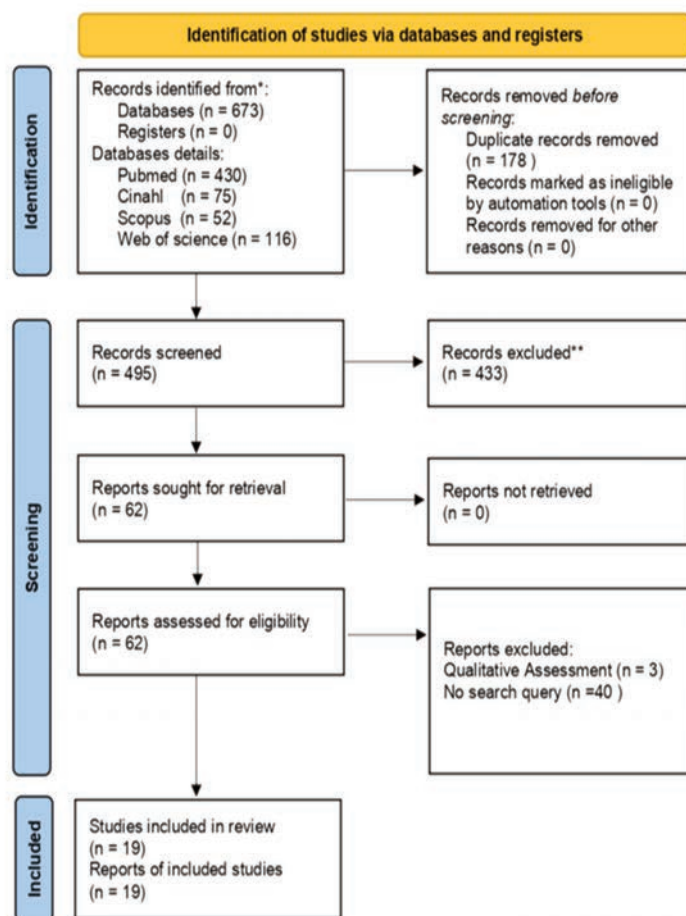 Identification of studies via databases and registers
Identification
Records identified from*:
Databases (n = 673)
Registers (n = 0)
Databases details:
Pubmed (n = 430)
Cinahl (n = 75)
Scopus (n = 52)
Web of science (n = 116)
Records removed before
screening:
Duplicate records removed
(n = 178 )
Records marked as ineligible
by automation tools (n = 0)
Records removed for other
reasons (n = 0)
Screening
Records screened
(n = 495)
Records excluded**
(n = 433)
Reports sought for retrieval
(n = 62)
Reports not retrieved
(n = 0)
Reports assessed for eligibility
(n = 62)
Reports excluded:
Qualitative Assessment (n = 3)
No search query (n =40 )
Included
Studies included in review
(n = 19)
Reports of included studies
(n = 19)